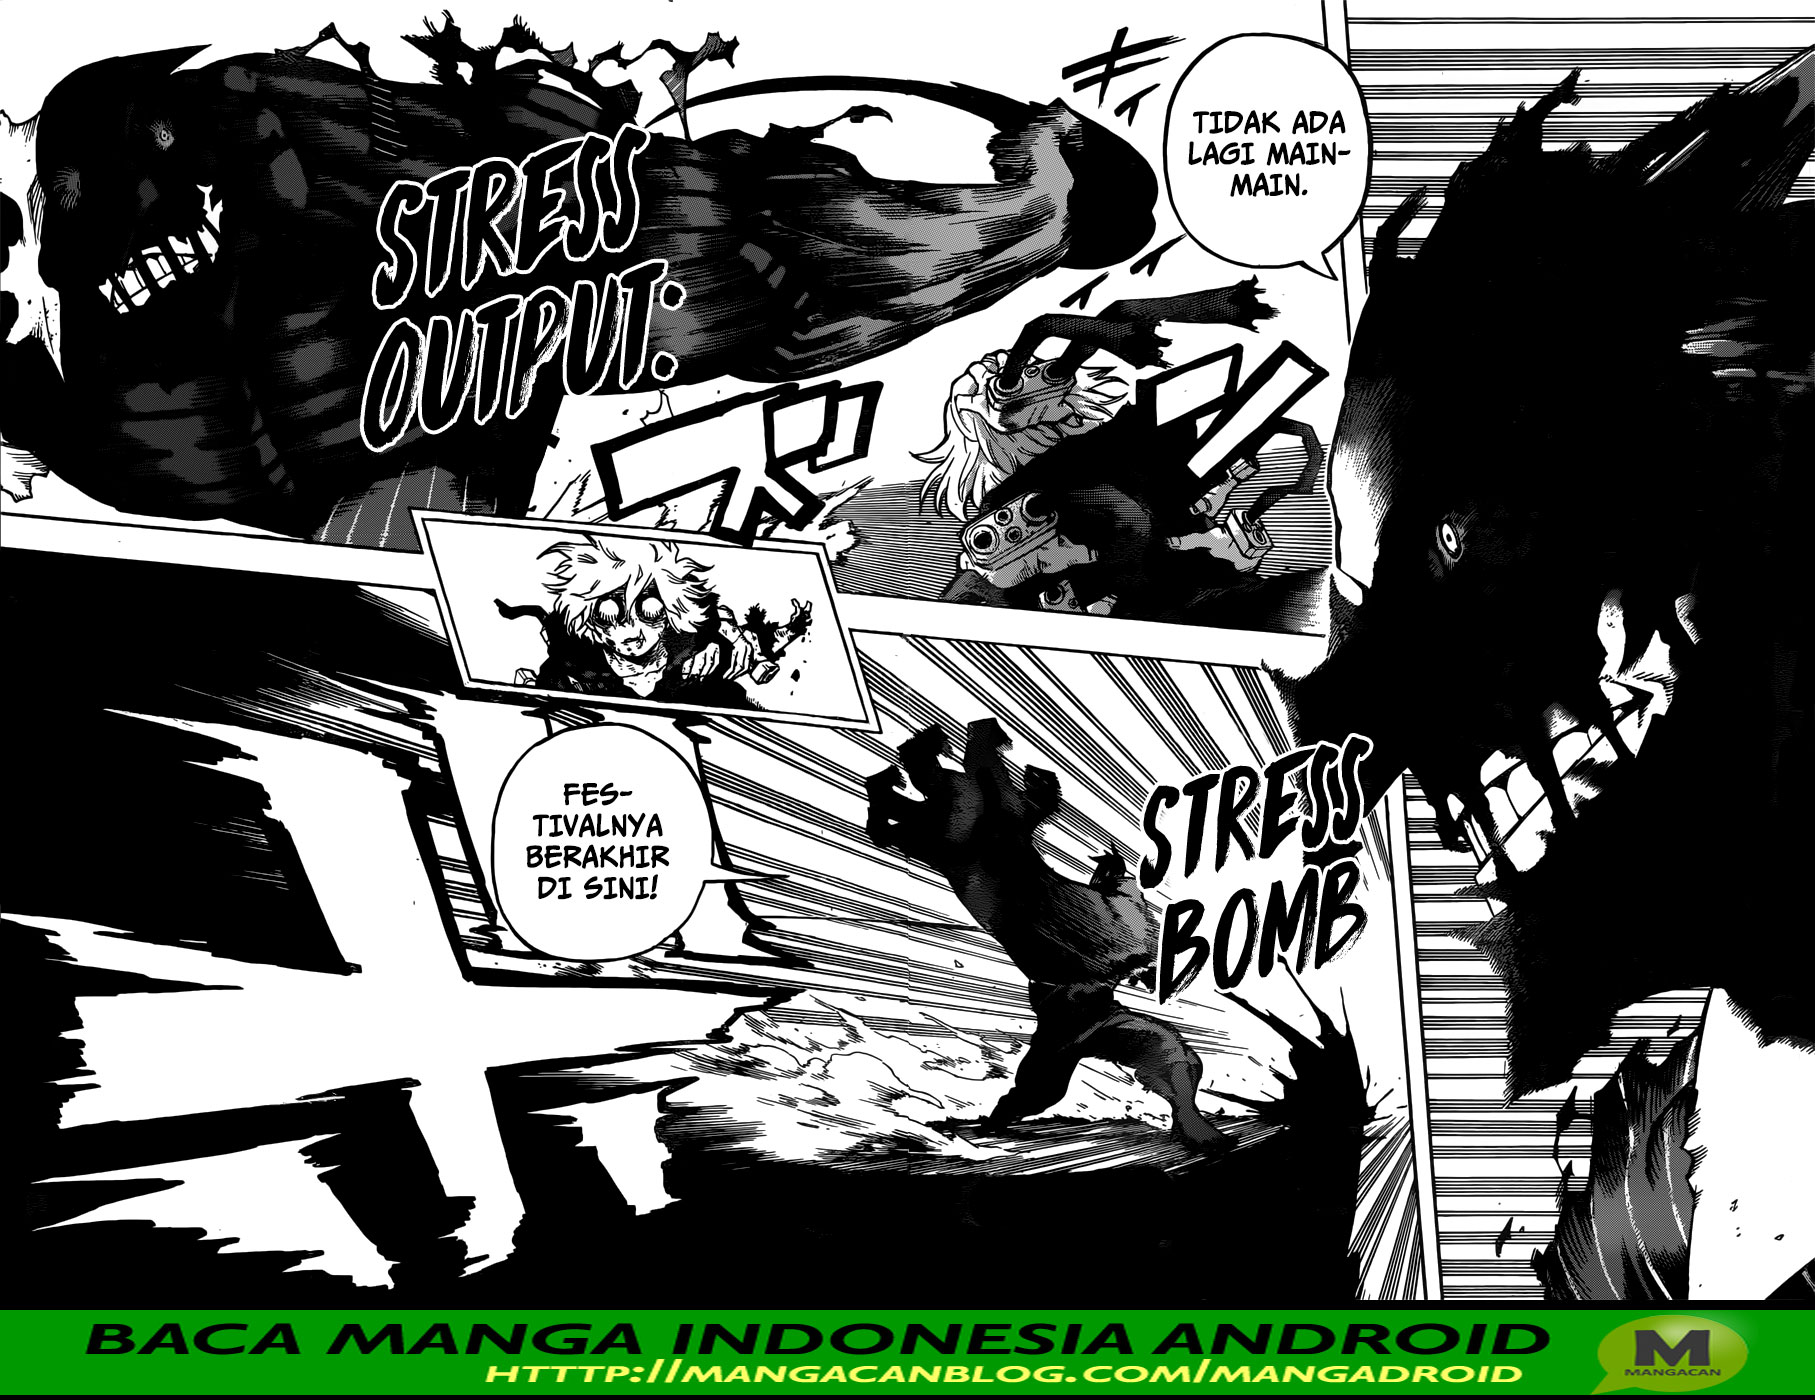 TIDAK ADA
LAGI MAIN-
MAIN.
STRESS
OUTPUT:
STRESS
BOMB
FES-
TIVALNYA
BERAKHIR
DI SINI!
BACA MANGA INDONESIA ANDROID
HTTTP://MANGACANBLOG.COM/MANGADROID
M
MANGACAN